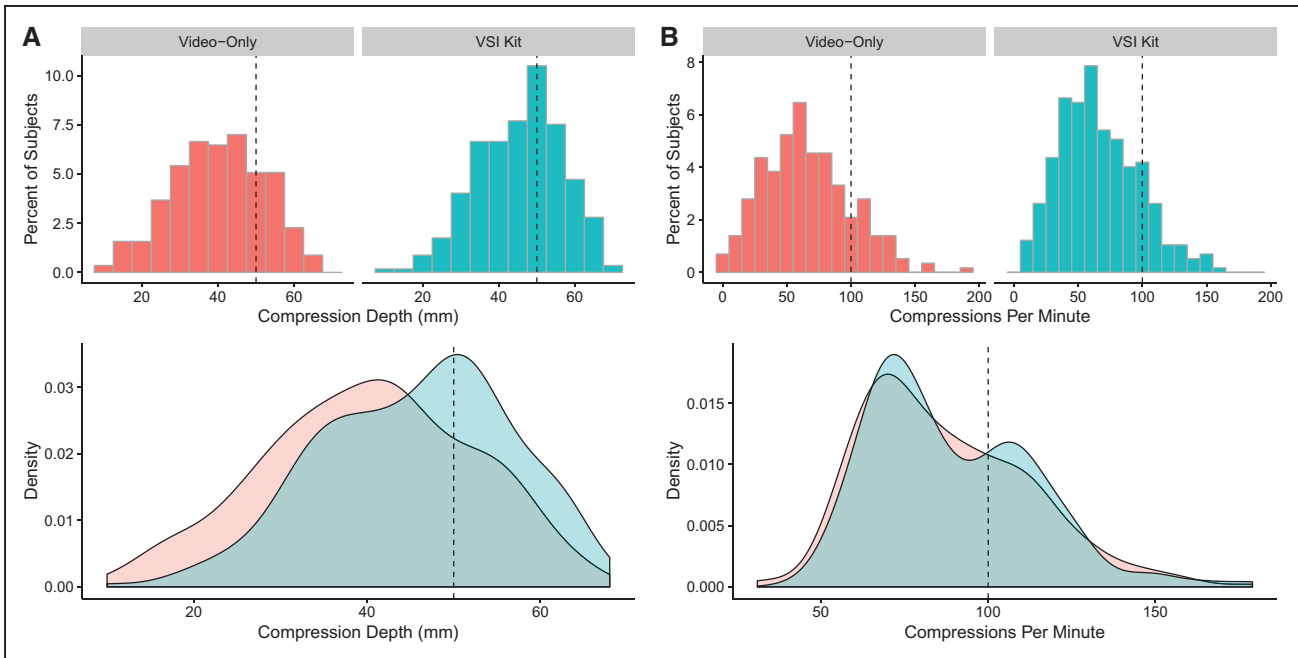 A
Video−Only
VSI Kit
Percent of Subjects
10.0
7.5
5.0
2.5
0.0
20 40 60
20 40 60
Compression Depth (mm)
B
Video−Only
VSI Kit
Percent of Subjects
8
6
4
2
0
0 50 100 150 200
0 50 100 150 200
Compressions Per Minute
Density
0.03
0.02
0.01
0.00
20 40 60
Compression Depth (mm)
Density
0.015
0.010
0.005
0.000
50 100 150
Compressions Per Minute